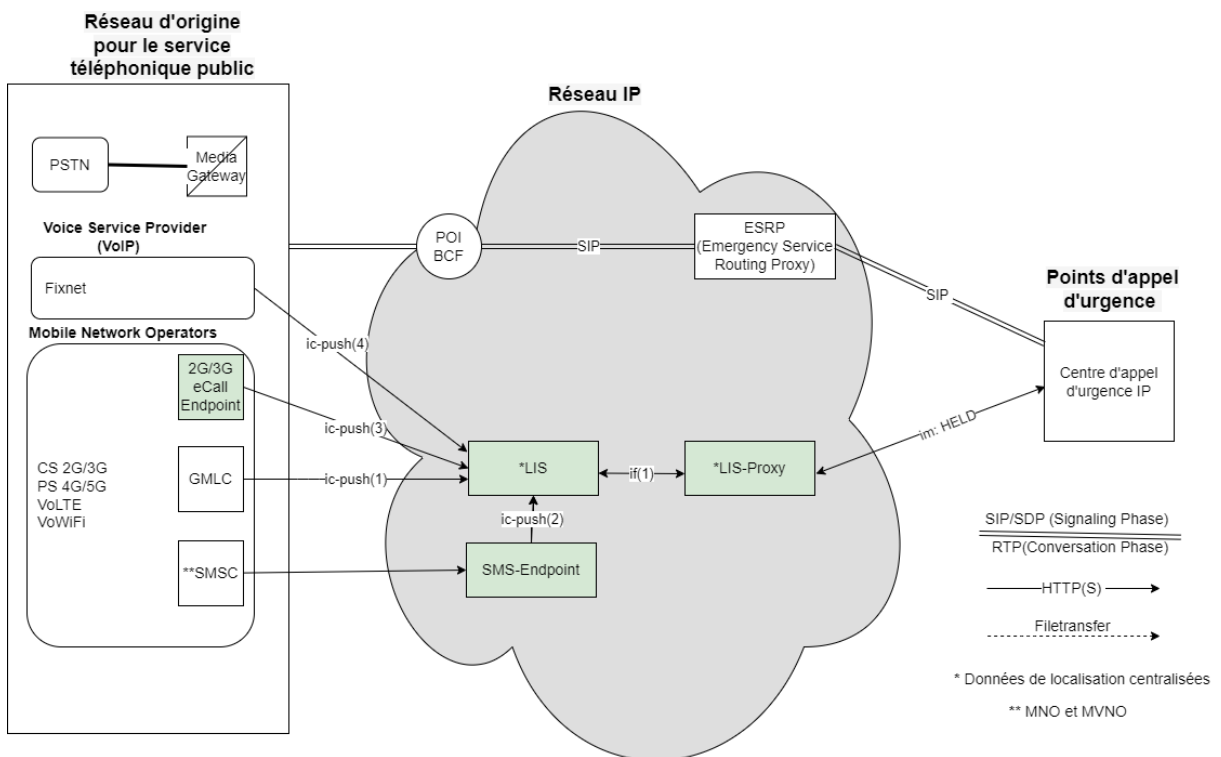 Réseau d'origine
pour le service
téléphonique public
Réseau IP
PSTN
Media
Gateway
Voice Service Provider
(VoIP)
Fixnet
POI
BCF
SIP
ESRP
(Emergency Service
Routing Proxy)
SIP
Points d'appel
d'urgence
Centre d'appel
d'urgence IP
Mobile Network Operators
2G/3G
eCall
Endpoint
CS 2G/3G
PS 4G/5G
VoLTE
VoWiFi
GMLC
**SMSC
ic-push(4)
ic-push(3)
ic-push(1)
*LIS
if(1)
*LIS-Proxy
im: HELD
ic-push(2)
SMS-Endpoint
SIP/SDP (Signaling Phase)
RTP(Conversation Phase)
HTTP(S)
Filetransfer
* Données de localisation centralisées
** MNO et MVNO